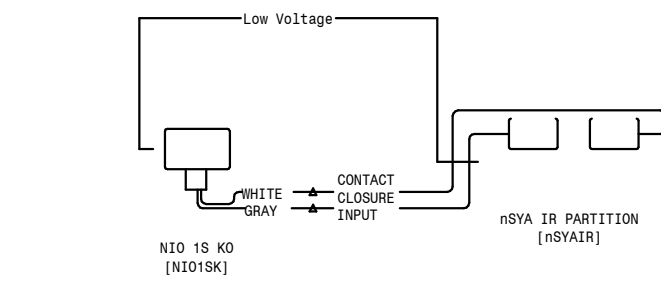 Low Voltage
WHITE
GRAY
CONTACT
CLOSURE
INPUT
NIO 1S KO
[NIO1SK]
nSYA IR PARTITION
[nSYAIR]